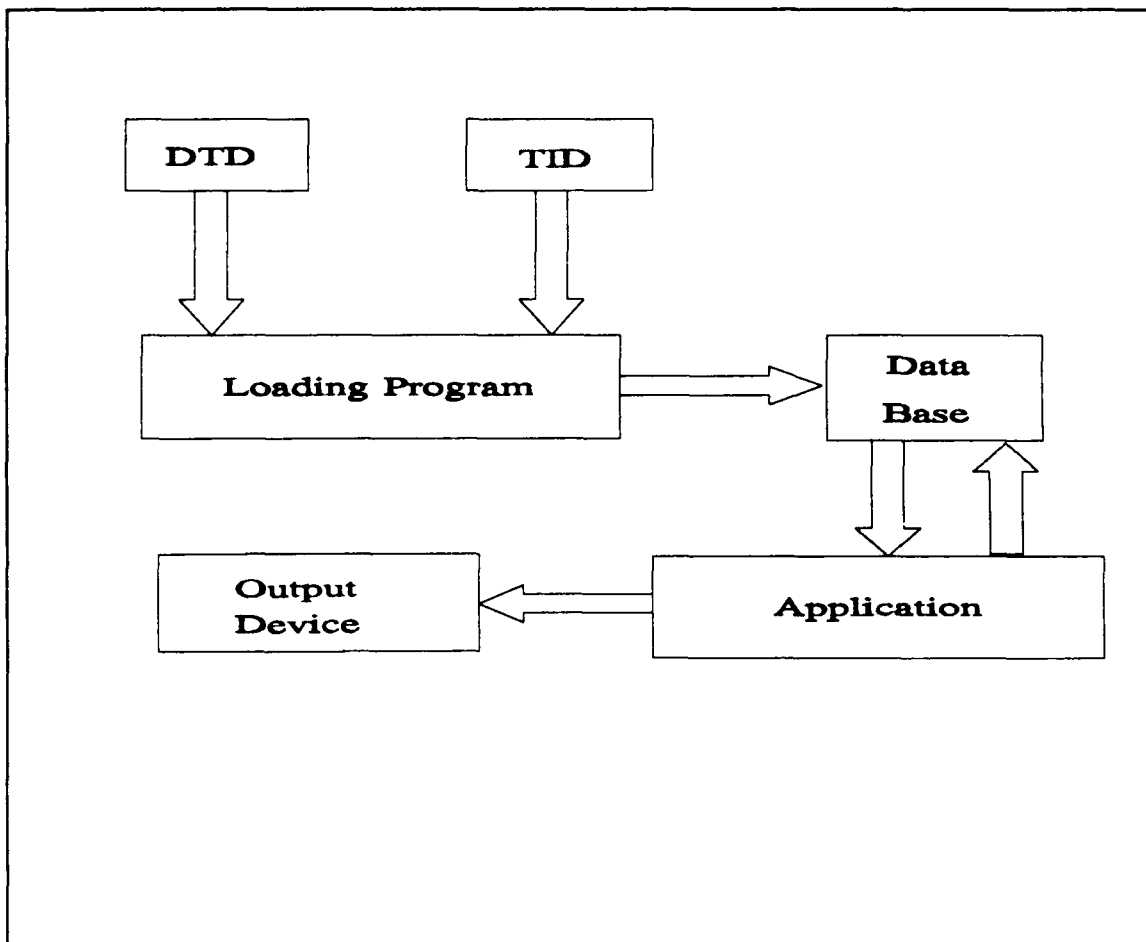 DTD
TID
Loading Program
Data
Base
Output
Device
Application